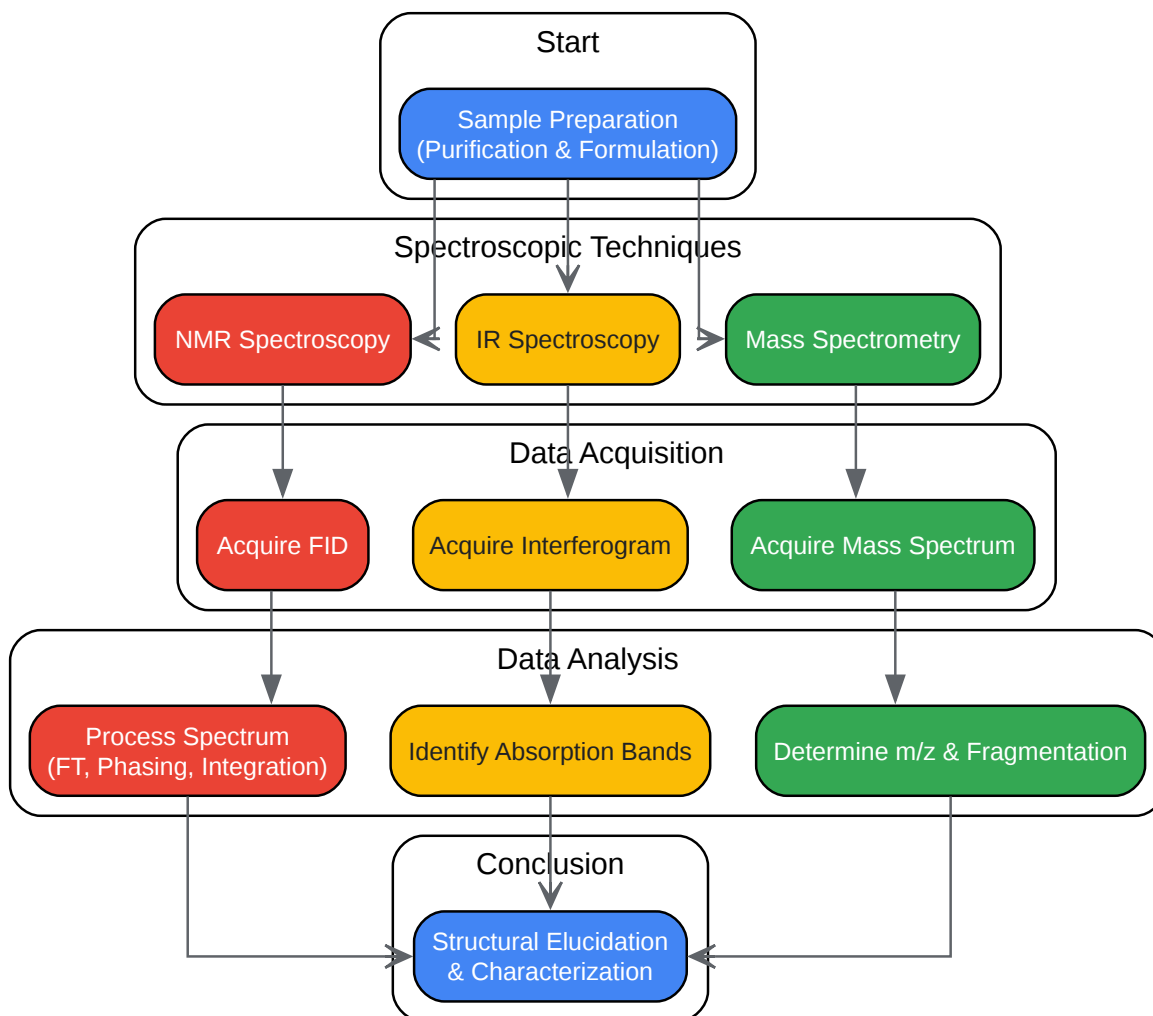 Start
Sample Preparation
(Purification & Formulation)
Spectroscopic Techniques
NMR Spectroscopy
IR Spectroscopy
Mass Spectrometry
Data Acquisition
Acquire FID
Acquire Interferogram
Acquire Mass Spectrum
Data Analysis
Process Spectrum
(FT, Phasing, Integration)
Identify Absorption Bands
Determine m/z & Fragmentation
Conclusion
Structural Elucidation
& Characterization